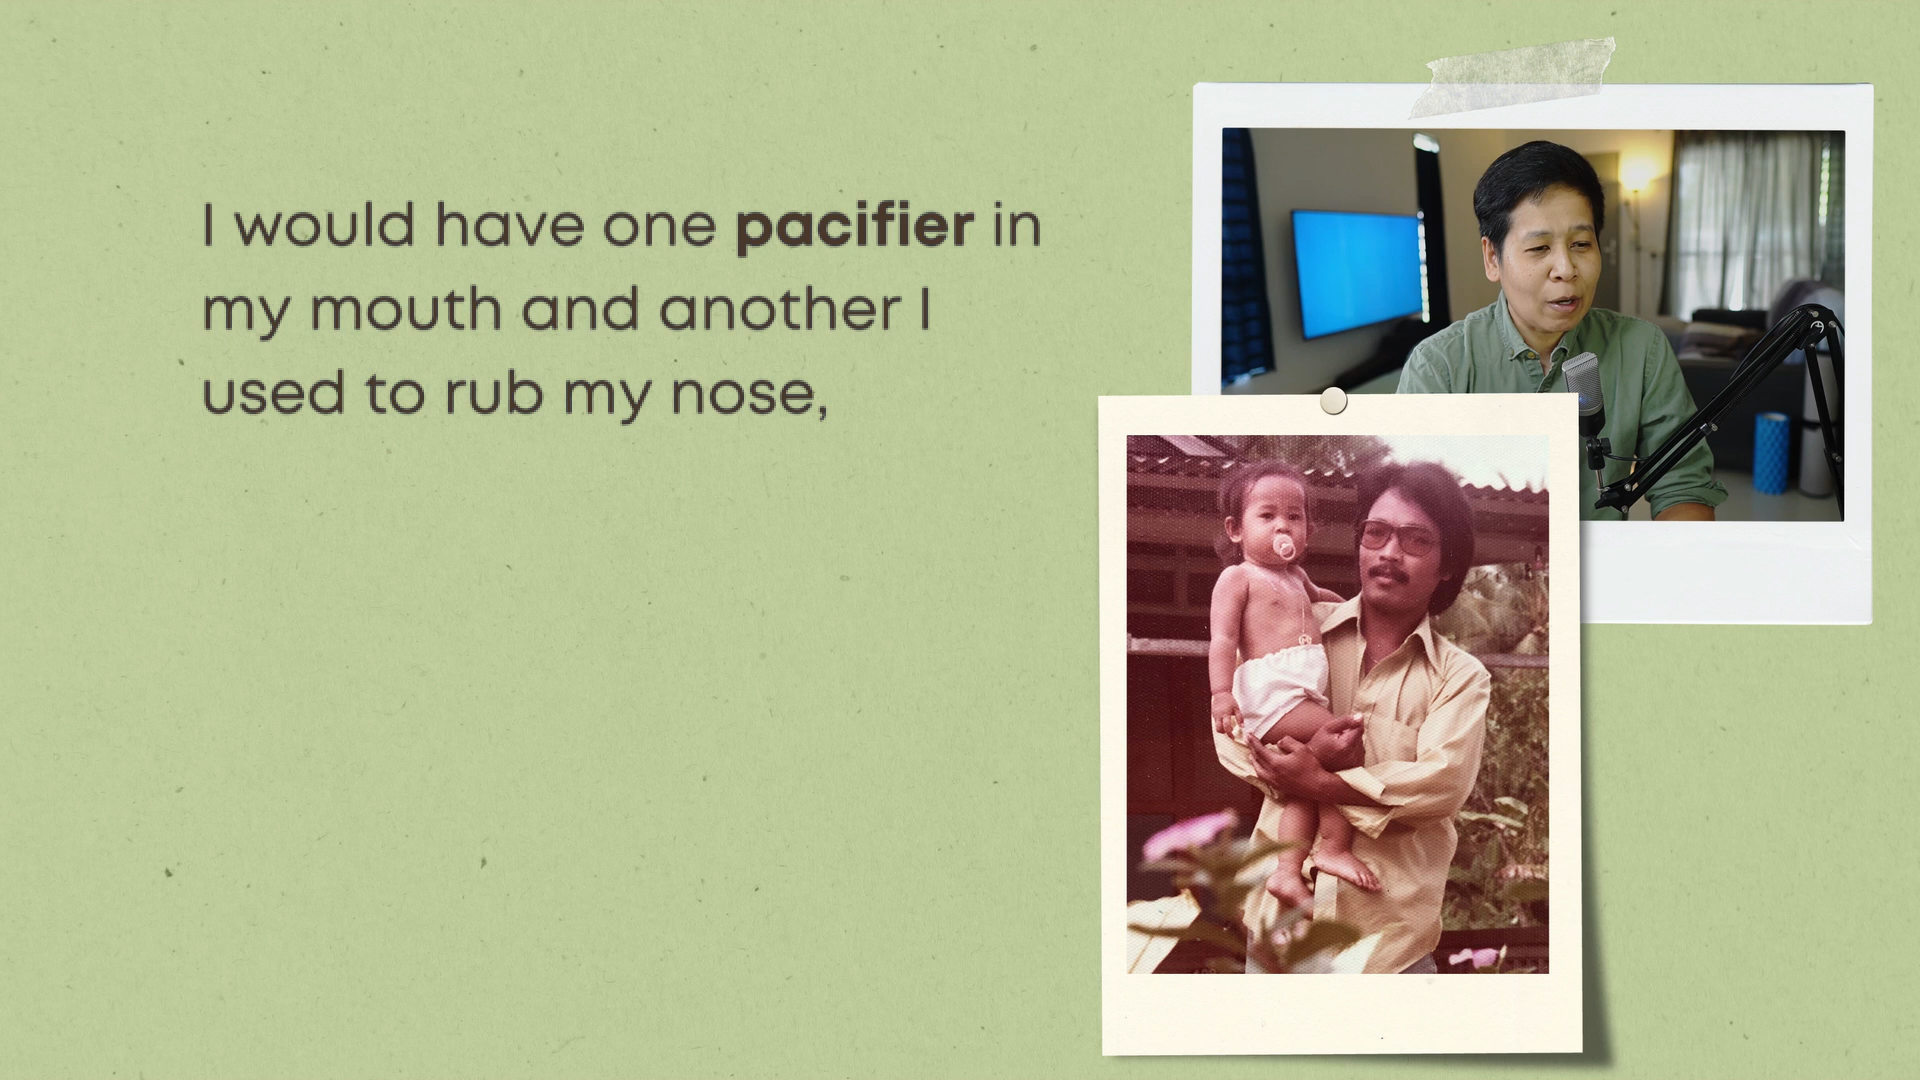 I would have one pacifier in
my mouth and another I
used to rub my nose,